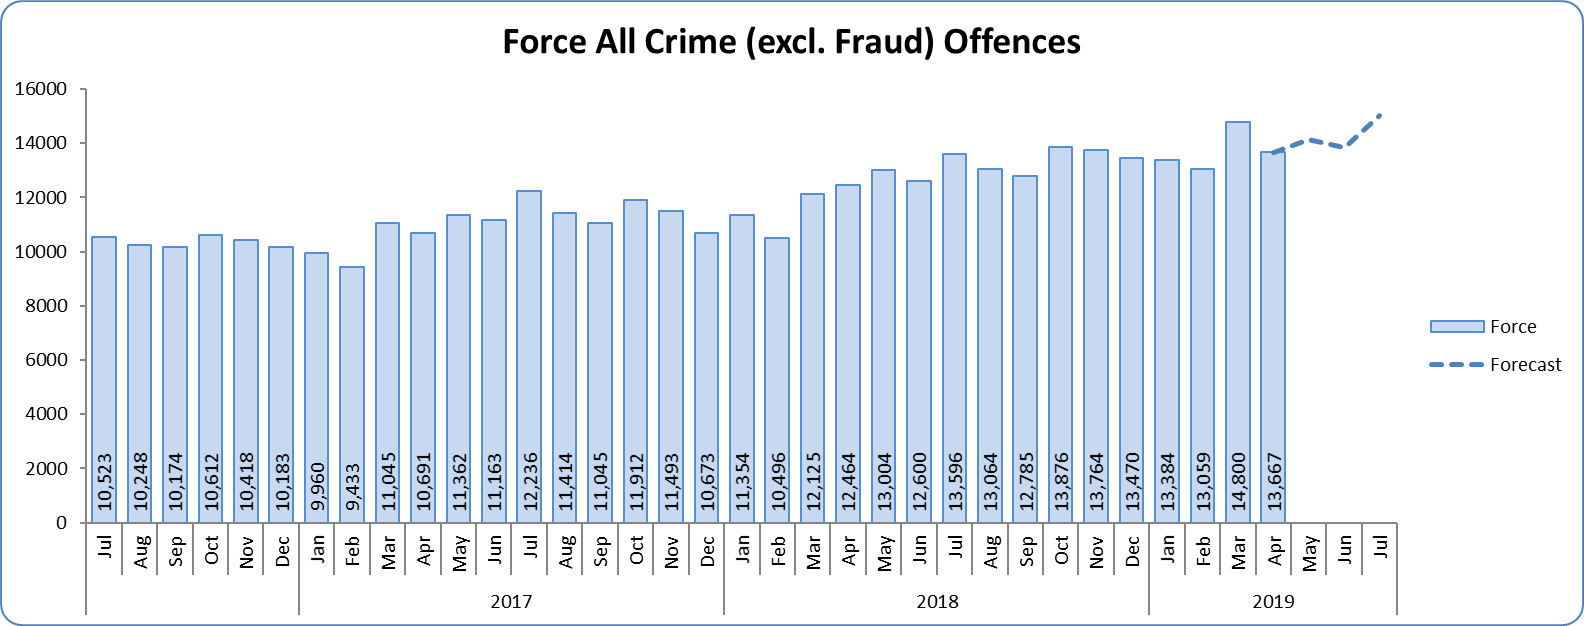 Force All Crime (excl. Fraud) Offences
16000
14000
12000
10000
8000
6000
4000
2000
0
10,523
10,248
10,174
10,612
10,418
10,183
9,960
9,433
11,045
10,691
11,362
11,163
12,236
11,414
11,045
11,912
11,493
10,673
11,354
10,496
12,125
12,464
13,004
12,600
13,596
13,064
12,785
13,876
13,764
13,470
13,384
13,059
14,800
13,667
Jul
Aug
Sep
Oct
Nov
Dec
Jan
Feb
Mar
Apr
May
Jun
Jul
Aug
Sep
Oct
Nov
Dec
Jan
Feb
Mar
Apr
May
Jun
Jul
Aug
Sep
Oct
Nov
Dec
Jan
Feb
Mar
Apr
May
Jun
Jul
2017
2018
2019
Force
Forecast